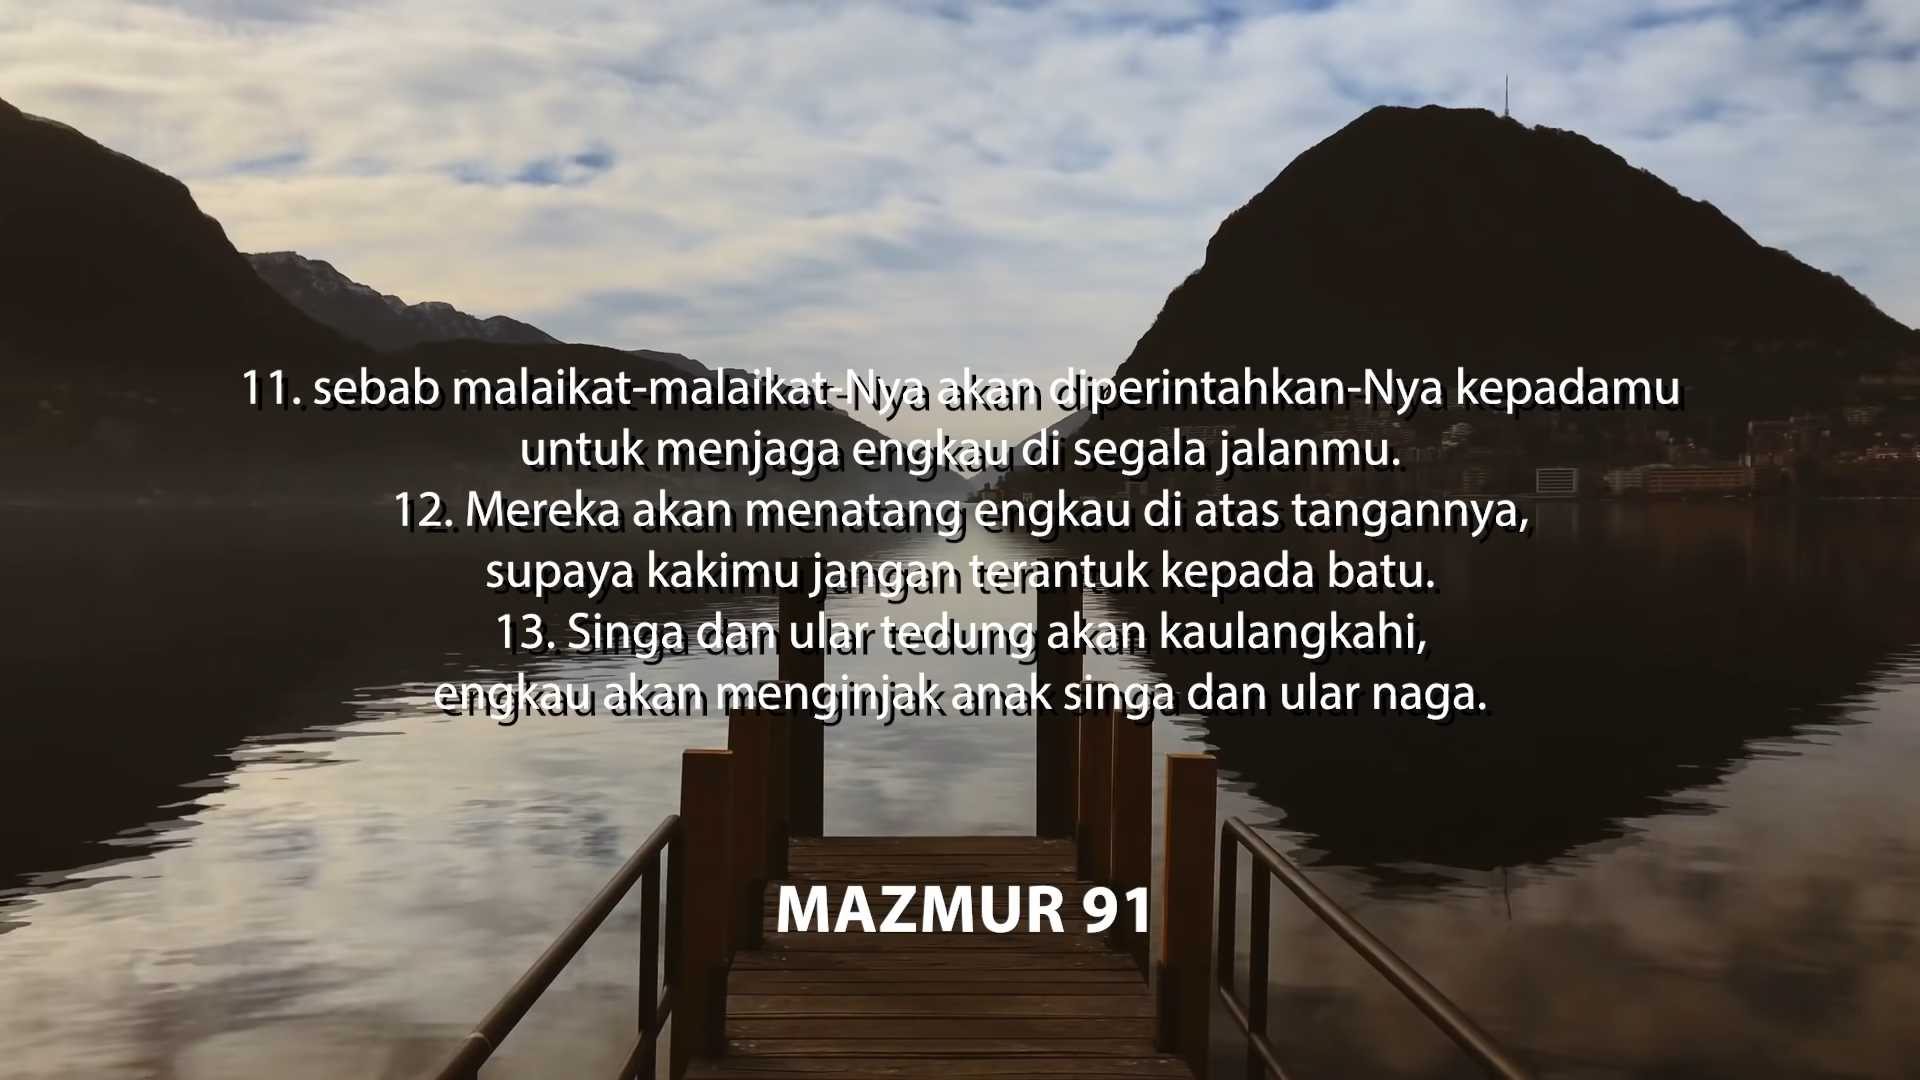 11. sebab malaikat-malaikat-Nya akan diperintahkan-Nya kepadamu
untuk menjaga engkau di segala jalanmu.
12. Mereka akan menatang engkau di atas tangannya,
supaya kakimu jangan terantuk kepada batu.
13. Singa dan ular tedung akan kaulangkahi,
engkau akan menginjak anak singa dan ular naga.
MAZMUR 91